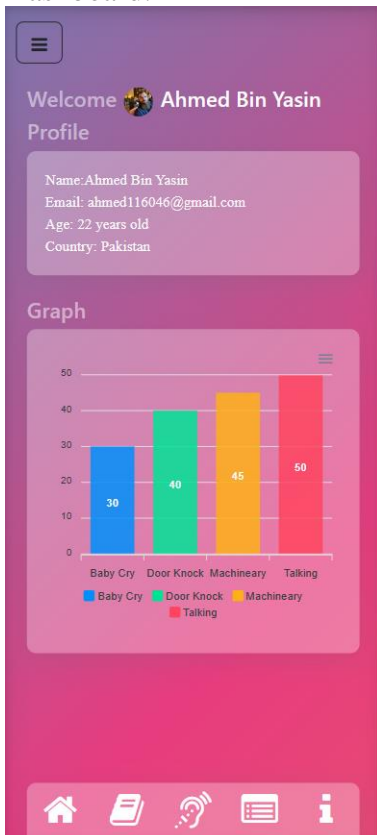 Welcome Ahmed Bin Yasin
Profile
Name:Ahmed Bin Yasin
Email: ahmed116046@gmail.com
Age: 22 years old
Country: Pakistan
Graph
50
40
30
20
10
0
30
40
45
50
Baby Cry Door Knock Machineary Talking
Baby Cry Door Knock Machineary
Talking